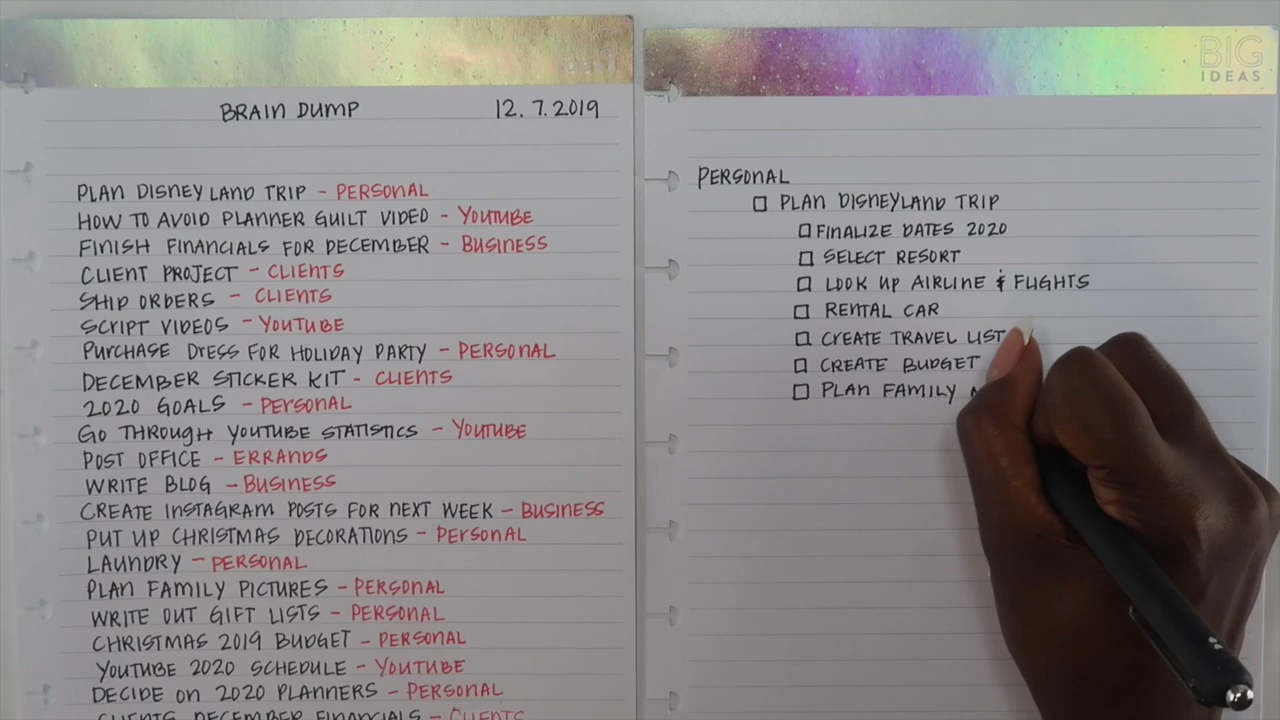 BRAIN DUMP 12.7.2019
PLAN DISNEYLAND TRIP - PERSONAL
HOW TO AVOID PLANNER GUILT VIDEO - YOUTUBE
FINISH FINANCIALS FOR DECEMBER - BUSINESS
CLIENT PROJECT - CLIENTS
SHIP ORDERS - CLIENTS
SCRIPT VIDEOS - YOUTUBE
PURCHASE DRESS FOR HOLIDAY PARTY - PERSONAL
DECEMBER STICKER KIT - CLIENTS
2020 GOALS - PERSONAL
GO THROUGH YOUTUBE STATISTICS - YOUTUBE
POST OFFICE - ERRANDS
WRITE BLOG - BUSINESS
CREATE INSTAGRAM POSTS FOR NEXT WEEK - BUSINESS
PUT UP CHRISTMAS DECORATIONS - PERSONAL
LAUNDRY - PERSONAL
PLAN FAMILY PICTURES - PERSONAL
WRITE OUT GIFT LISTS - PERSONAL
CHRISTMAS 2019 BUDGET - PERSONAL
YOUTUBE 2020 SCHEDULE - YOUTUBE
DECIDE ON 2020 PLANNERS - PERSONAL
CLIENTS DECEMBER FINANCIALS - CLIENTS
BIG
IDEAS
PERSONAL
PLAN DISNEYLAND TRIP
FINALIZE DATES 2020
SELECT RESORT
LOOK UP AIRLINE & FLIGHTS
RENTAL CAR
CREATE TRAVEL LIST
CREATE BUDGET
PLAN FAMILY